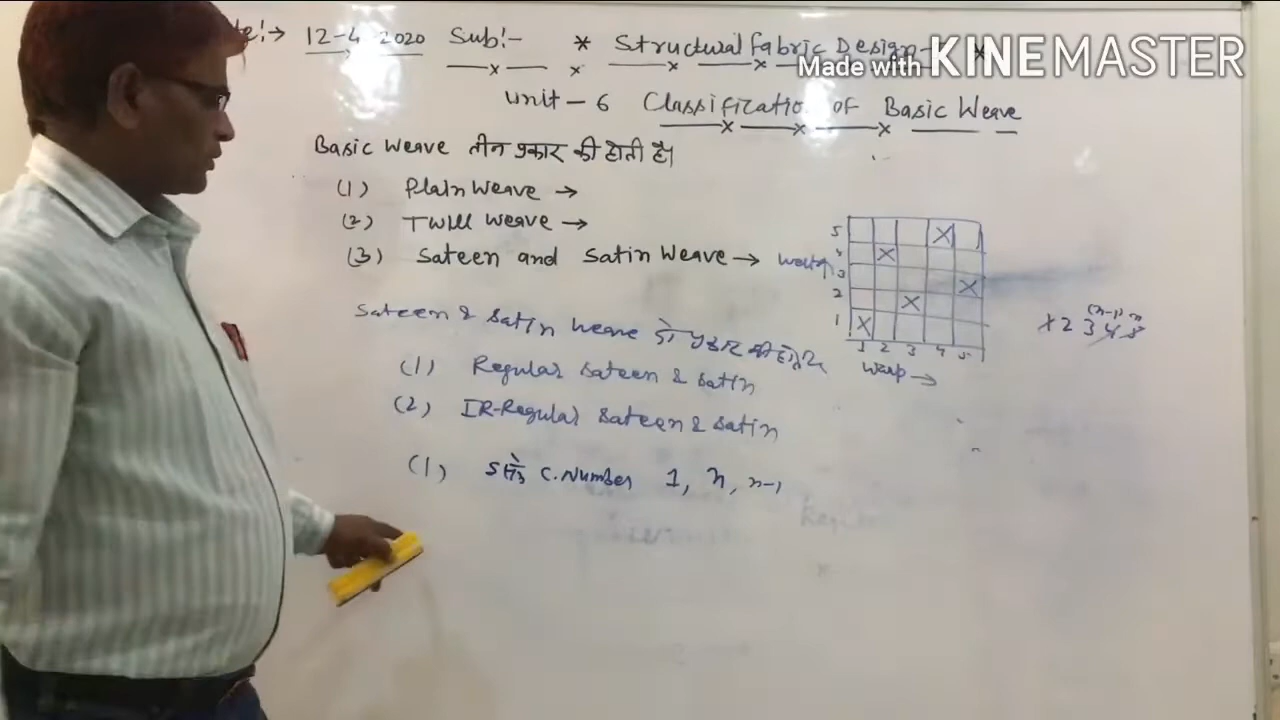 12-4 2020 Sub:- * Structural Fabric Design- *
Made with KINEMASTER
Unit - 6 Classification of Basic Weave
Basic Weave तीन प्रकार की होती है।
(1) Plain Weave →
(2) Twill Weave →
(3) Sateen and Satin Weave →
5 X
4 X
3 X
2 X
1 X
1 2 3 4 5
Warp →
(n-1) n
X 2 3 4 5
Sateen & Satin Weave दो प्रकार की होती है
(1) Regular Sateen & Satin
(2) IR-Regular Sateen & Satin
(1) C. Number 1, n, n-1